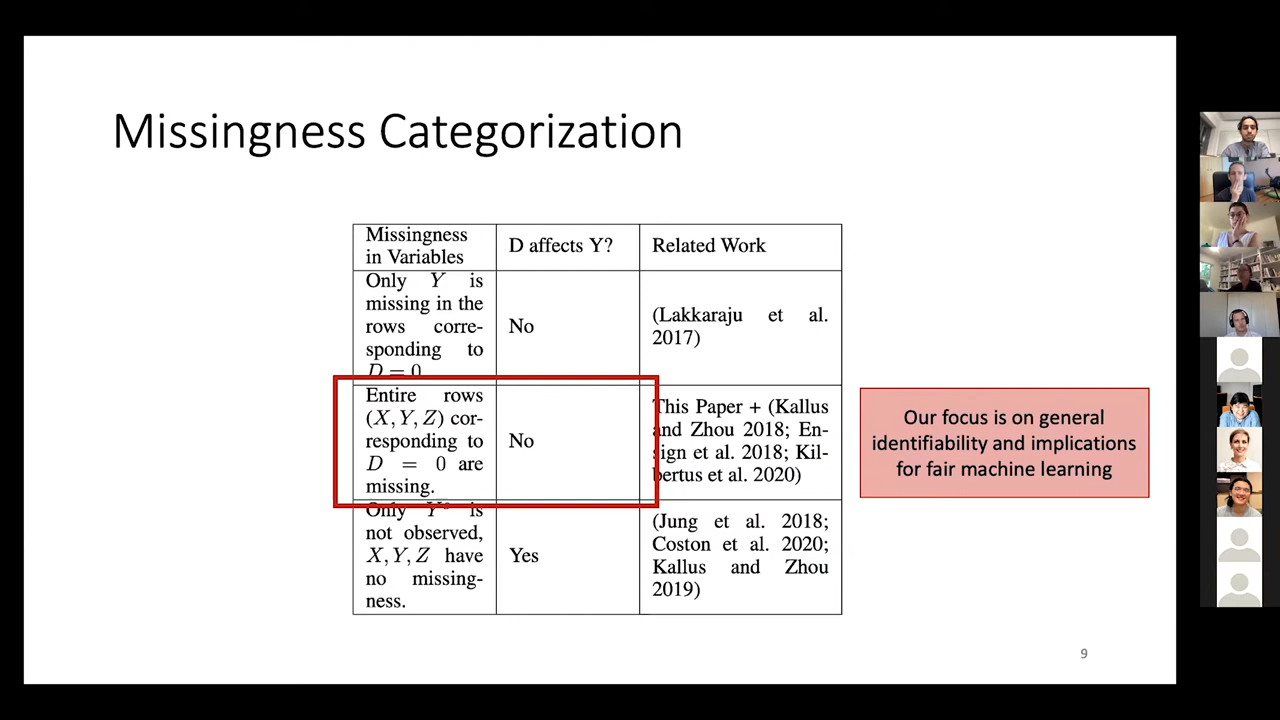 Missingness Categorization
Missingness
in Variables
D affects Y?
Related Work
Only Y is
missing in the
rows corre-
sponding to
D = 0
No
(Lakkaraju et al.
2017)
Entire rows
(X, Y, Z) cor-
responding to
D = 0 are
missing.
No
This Paper + (Kallus
and Zhou 2018; En-
sign et al. 2018; Kil-
bertus et al. 2020)
Only Y is
not observed,
X, Y, Z have
no missing-
ness.
Yes
(Jung et al. 2018;
Coston et al. 2020;
Kallus and Zhou
2019)
Our focus is on general
identifiability and implications
for fair machine learning
9